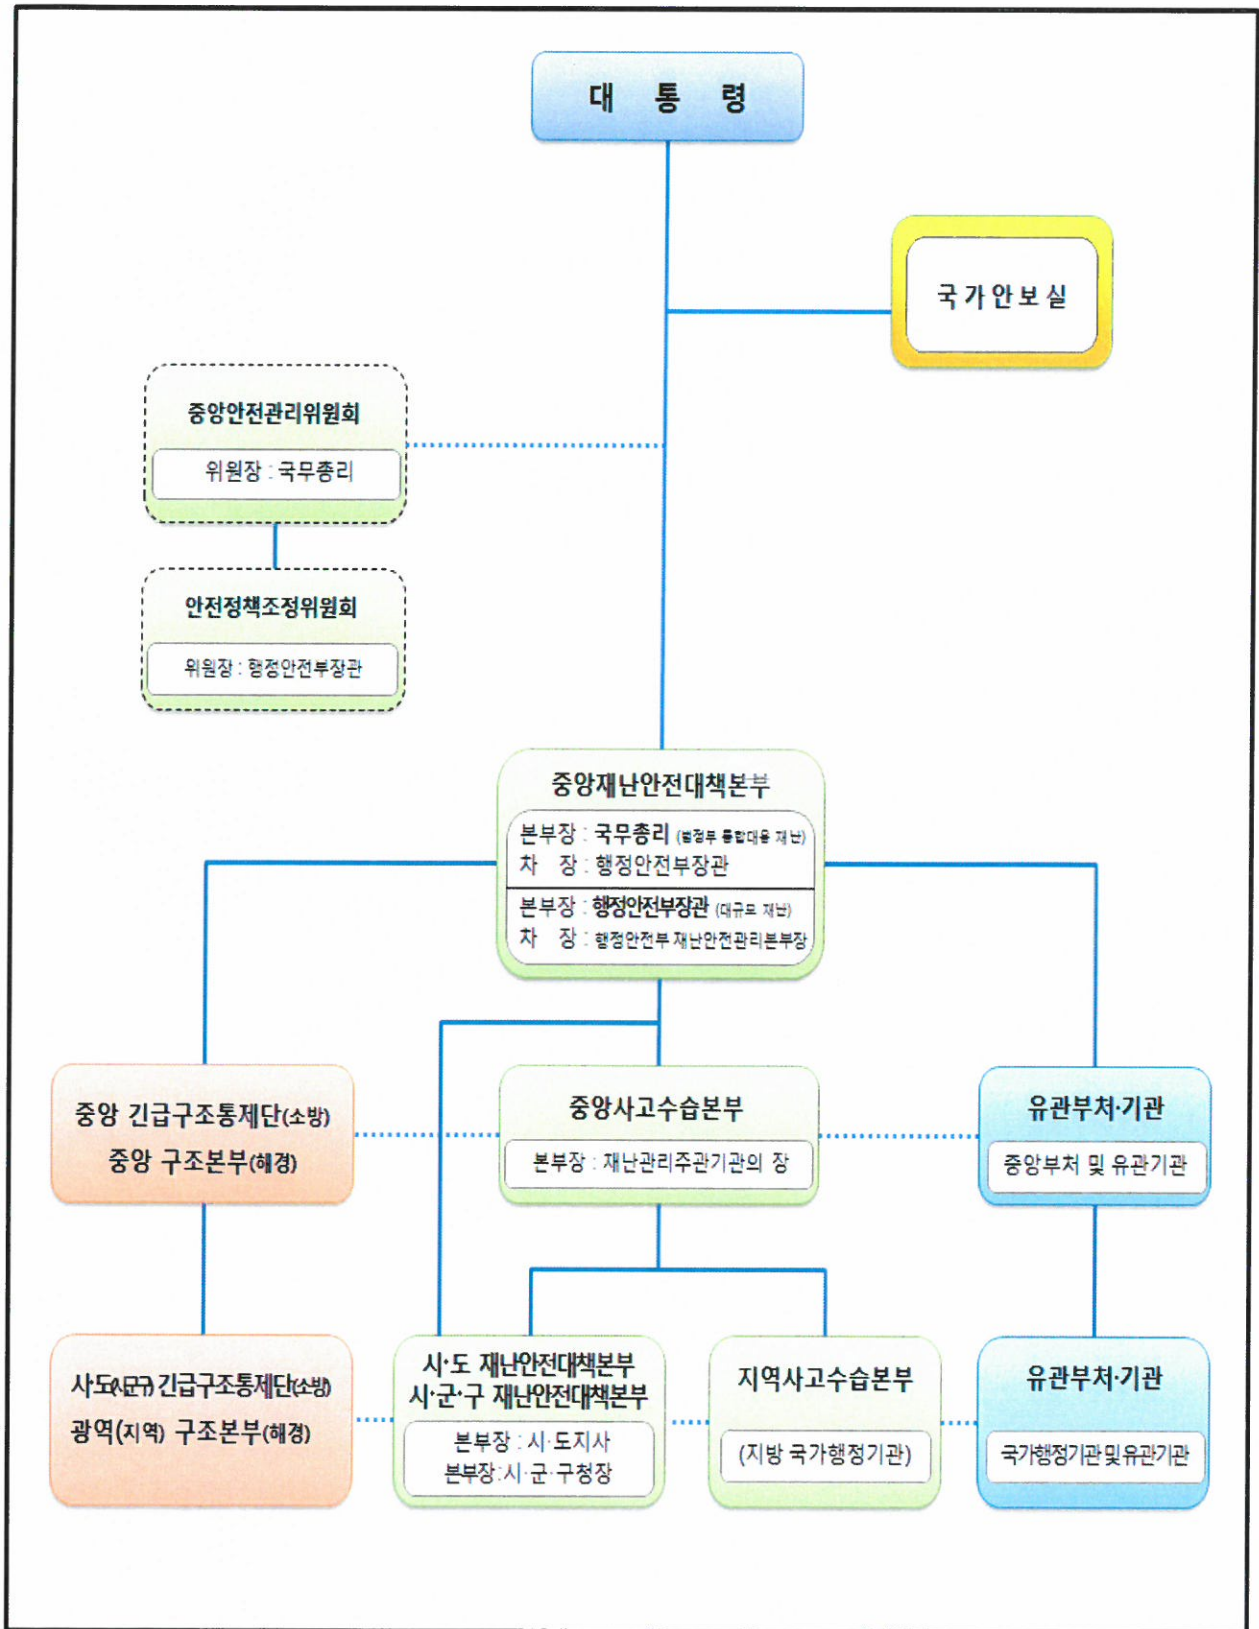 대 통 령
국가안보실
중앙안전관리위원회
위원장 : 국무총리
안전정책조정위원회
위원장 : 행정안전부장관
중앙재난안전대책본부
본부장 : 국무총리 (범정부 통합대응 재난)
차 장 : 행정안전부장관
본부장 : 행정안전부장관 (대규모 재난)
차 장 : 행정안전부 재난안전관리본부장
중앙 긴급구조통제단(소방)
중앙 구조본부(해경)
중앙사고수습본부
본부장 : 재난관리주관기관의 장
유관부처·기관
중앙부처 및 유관기관
시·도(시군구) 긴급구조통제단(소방)
광역(지역) 구조본부(해경)
시·도 재난안전대책본부
시·군·구 재난안전대책본부
본부장 : 시·도지사
본부장:시·군·구청장
지역사고수습본부
(지방 국가행정기관)
유관부처·기관
국가행정기관 및 유관기관